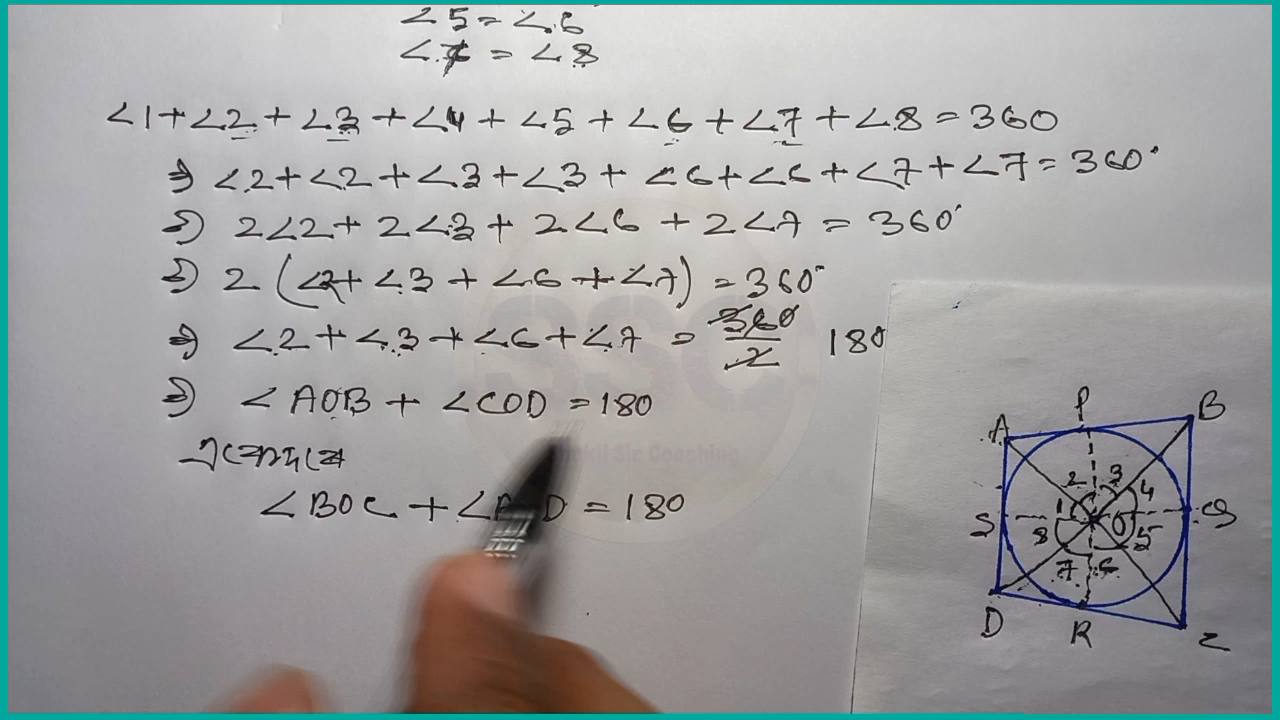 ∠5 = ∠6
∠7 = ∠8
∠1+∠2 + ∠3 + ∠4 + ∠5 + ∠6 + ∠7 + ∠8 = 360
⇒ ∠2+∠2 + ∠3 + ∠3 + ∠6 + ∠6 + ∠7 + ∠7 = 360°
⇒ 2∠2 + 2∠3 + 2∠6 + 2∠7 = 360°
⇒ 2 (∠2+∠3 + ∠6 + ∠7) = 360°
⇒ ∠2 + ∠3 + ∠6 + ∠7 = 360/2 180
⇒ ∠AOB + ∠COD = 180
∠BOC + ∠ D = 180
SSC
Sir Coaching
A P B
2 3
1 4
S O Q
8 5
7 6
D R C